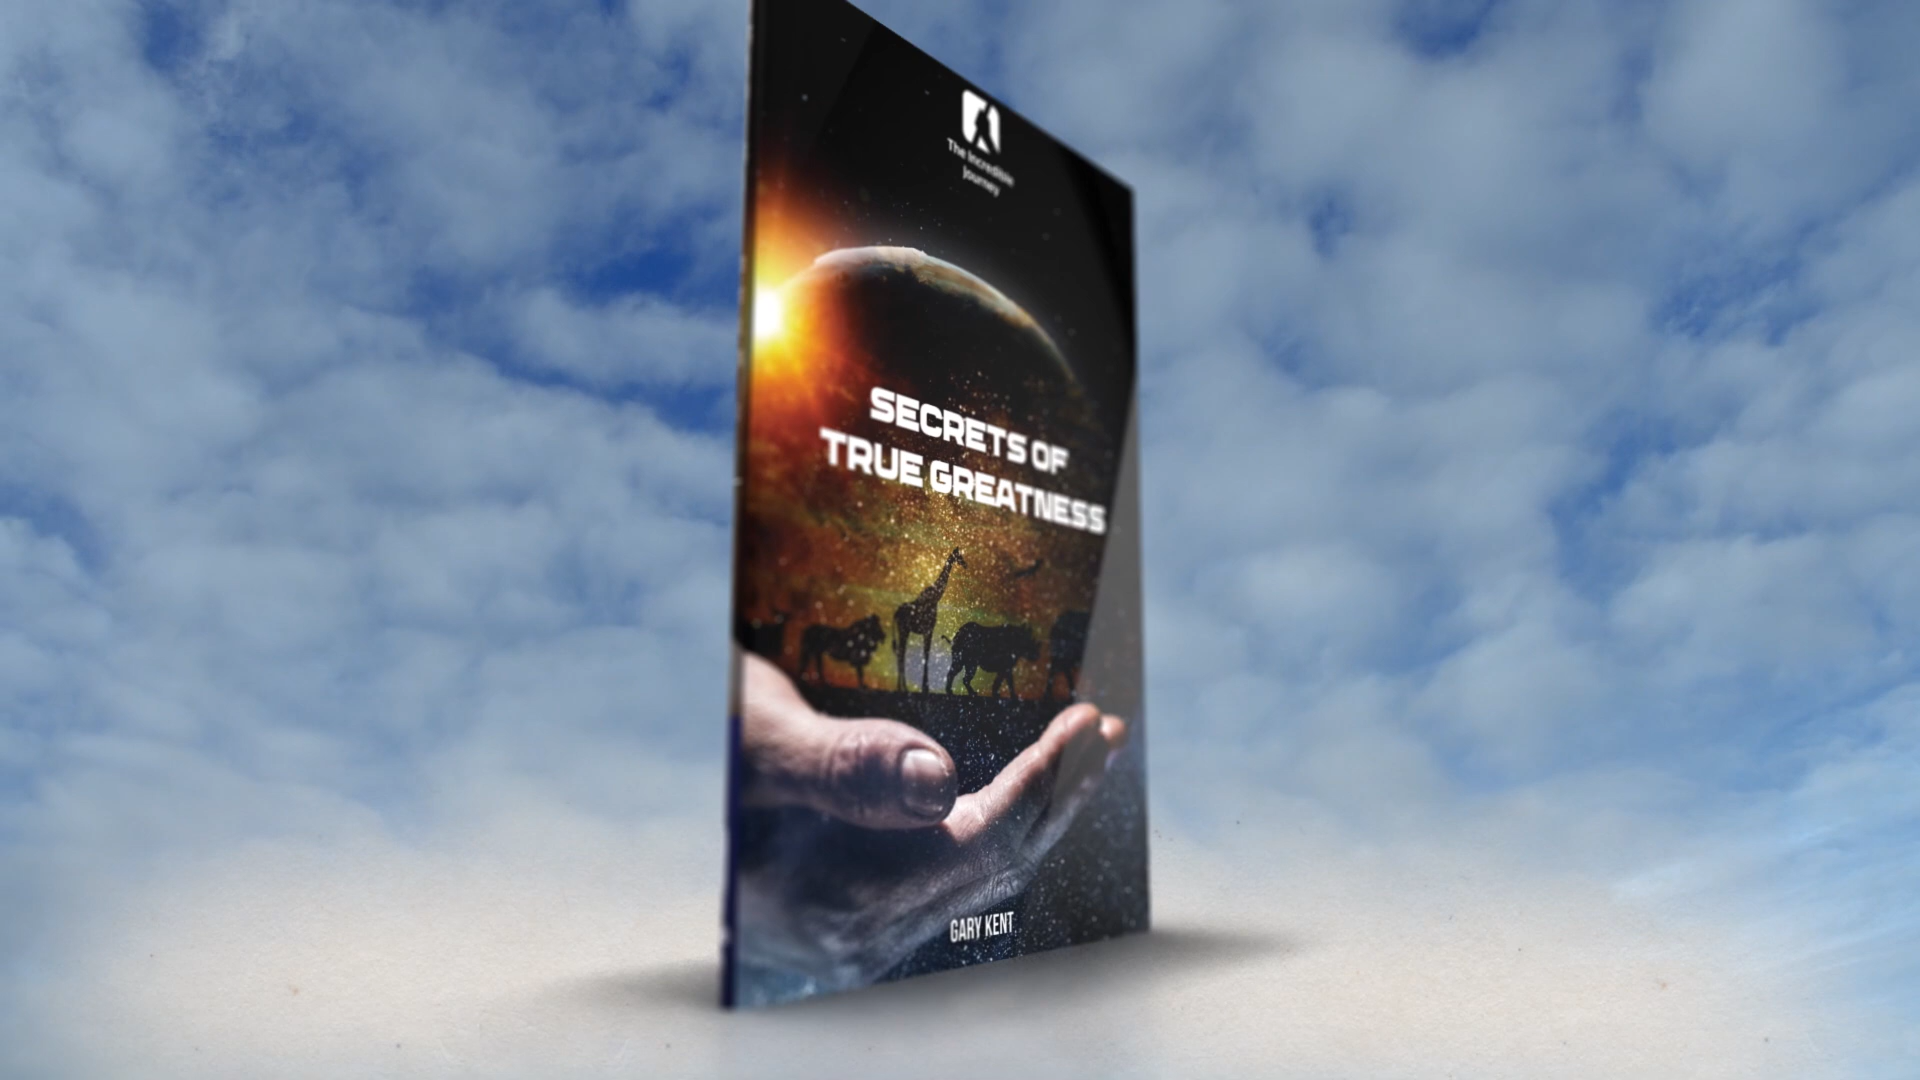 The Incredible
Journey
SECRETS OF
TRUE GREATNESS
GARY KENT